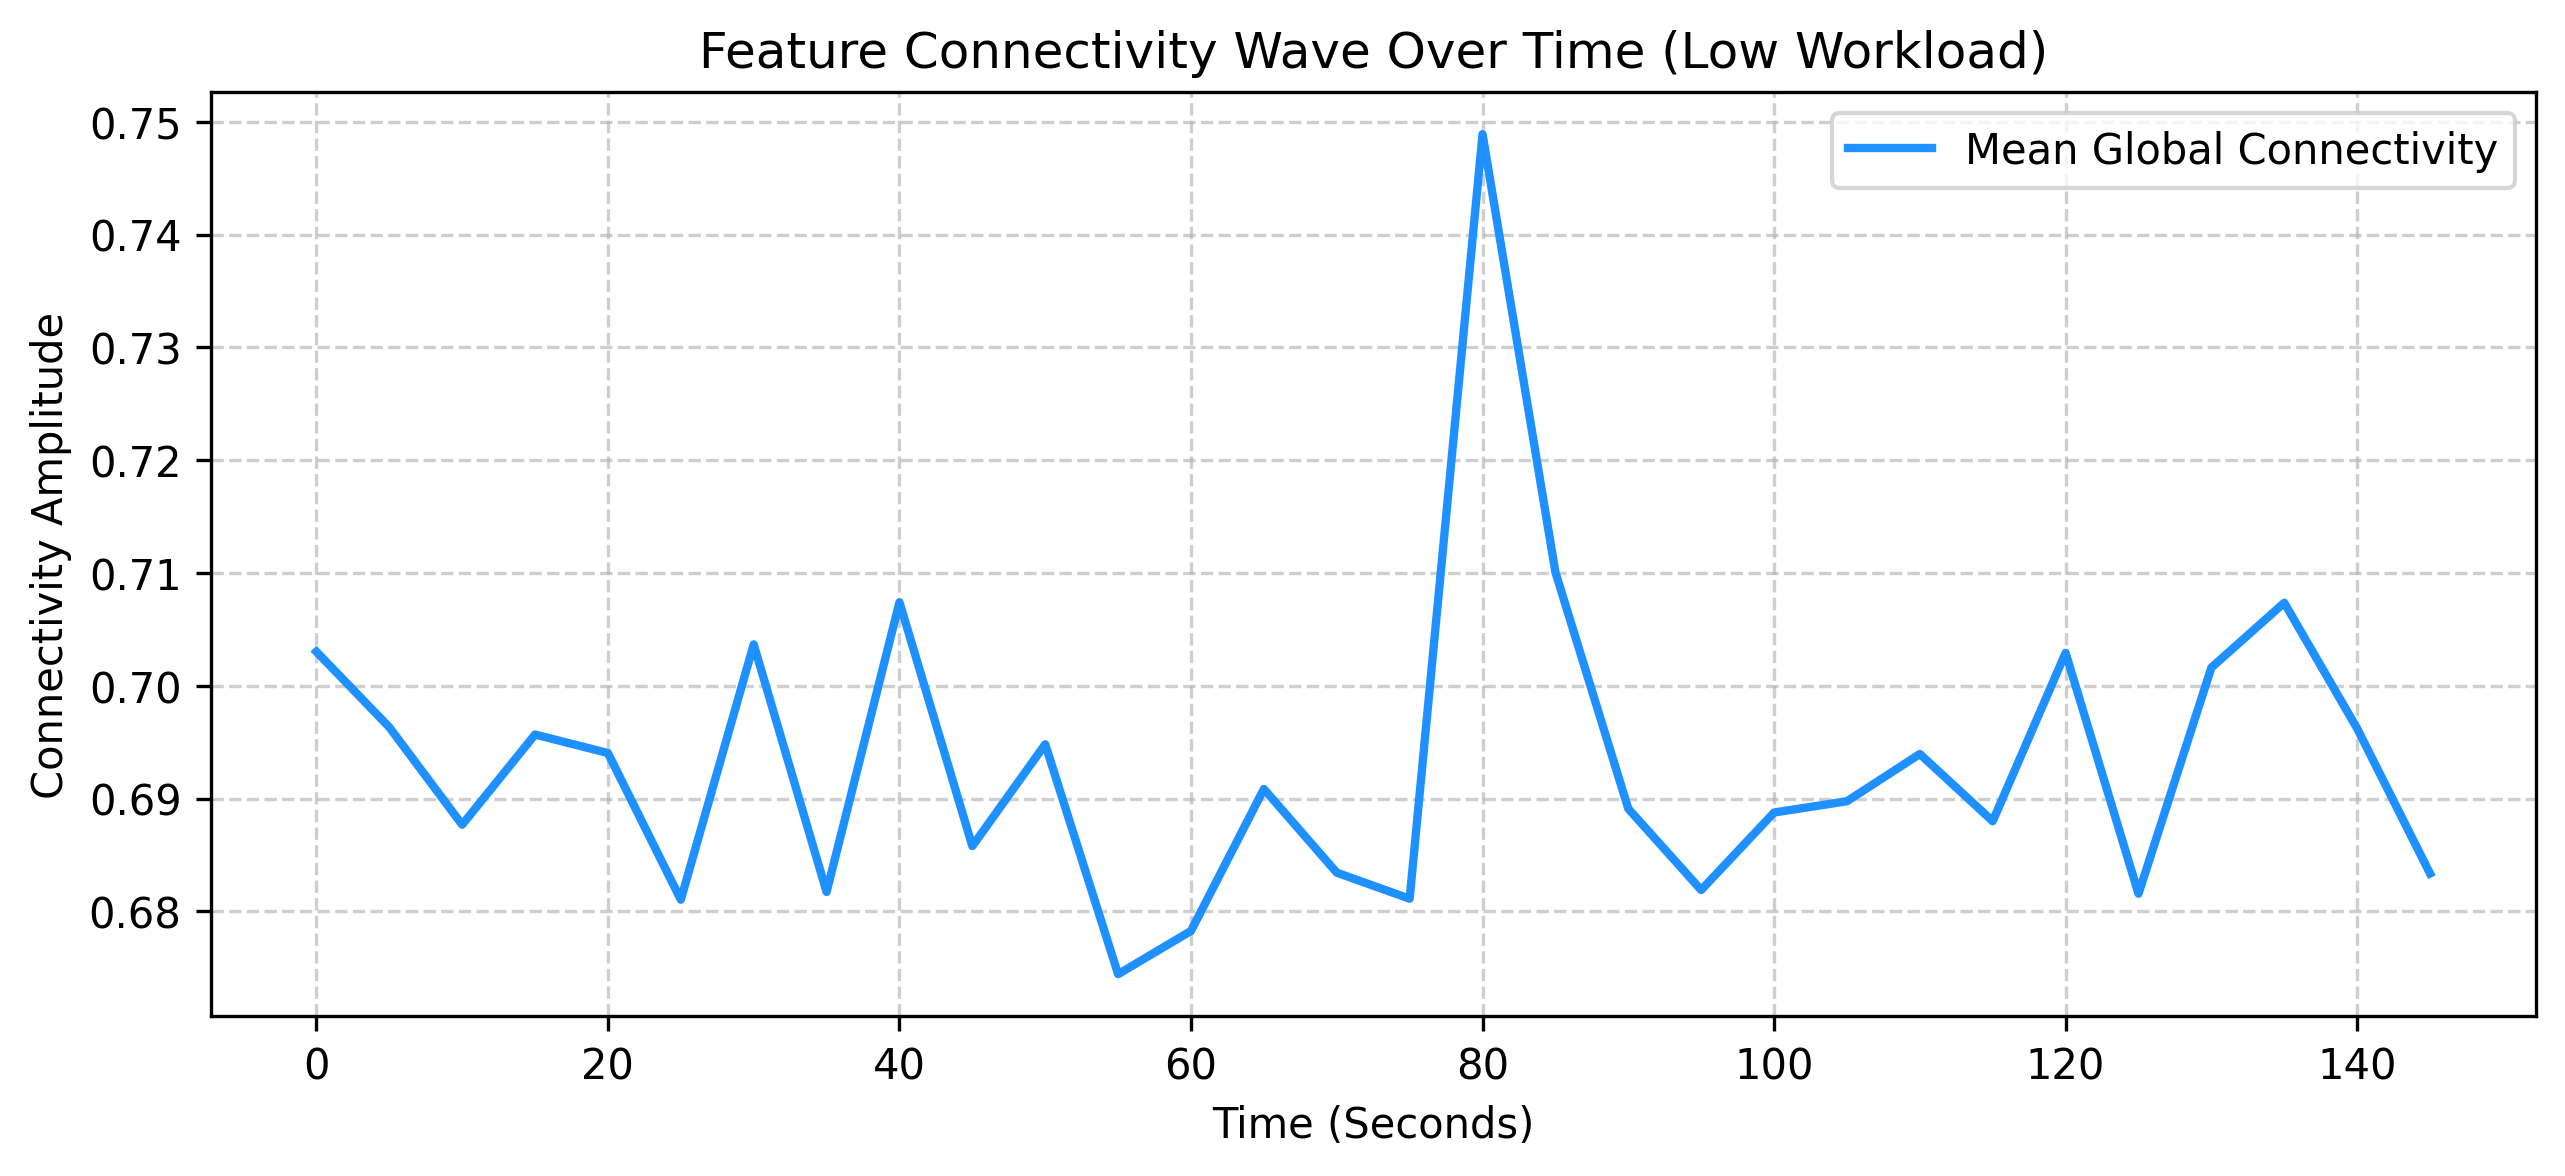 Feature Connectivity Wave Over Time (Low Workload)
Mean Global Connectivity
Connectivity Amplitude
0.75
0.74
0.73
0.72
0.71
0.70
0.69
0.68
0 20 40 60 80 100 120 140
Time (Seconds)